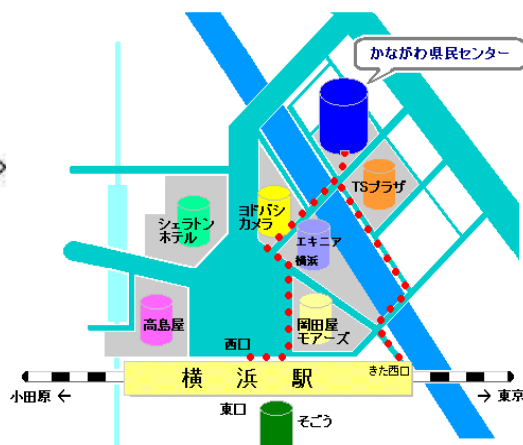 かながわ県民センター
TSプラザ
ヨドバシ
カメラ
シェラトン
ホテル
エキニア
横浜
高島屋
岡田屋
モアーズ
西口
きた西口
横浜駅
小田原 ←
→ 東京
東口
そごう